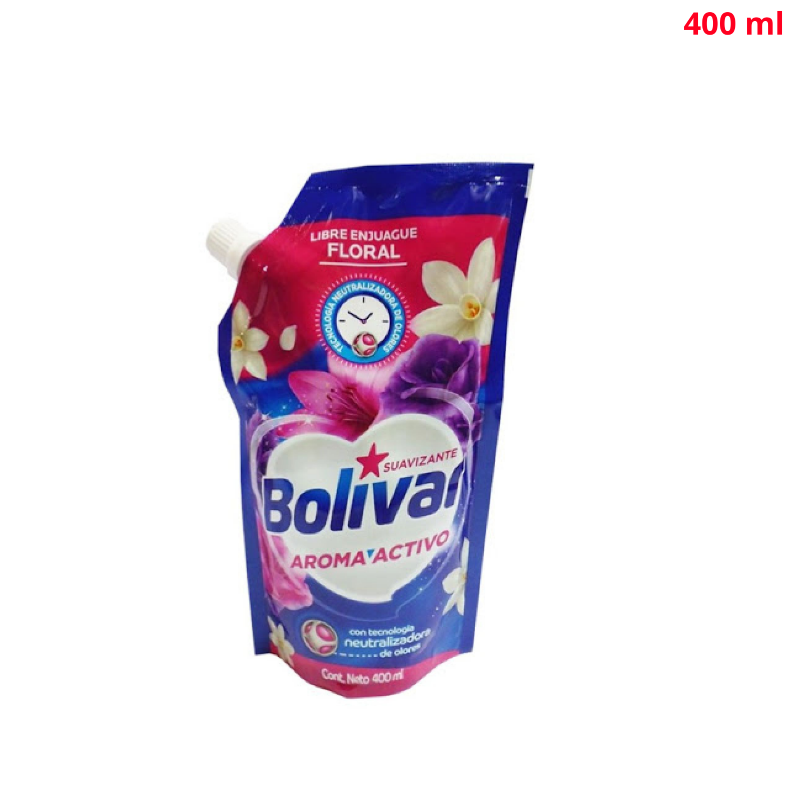 400 ml
LIBRE ENJUAGUE
FLORAL
TECNOLOGÍA NEUTRALIZADORA DE OLORES
SUAVIZANTE
Bolivar
AROMA ACTIVO
con tecnología
neutralizadora
de olores
Cont. Neto 400 ml